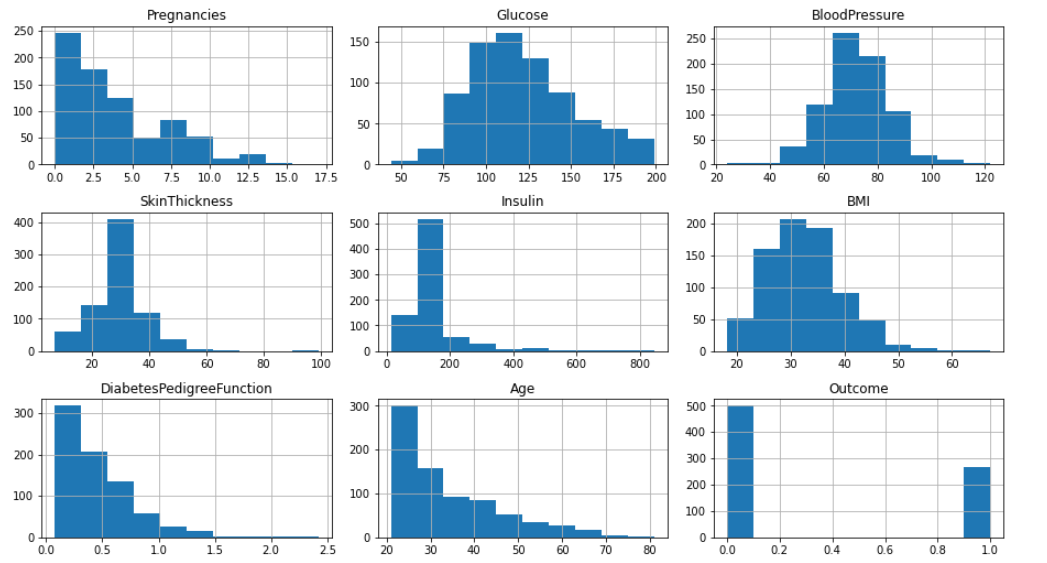 Pregnancies
250
200
150
100
50
0
0.0 2.5 5.0 7.5 10.0 12.5 15.0 17.5
Glucose
150
100
50
0
50 75 100 125 150 175 200
BloodPressure
250
200
150
100
50
0
20 40 60 80 100 120
SkinThickness
400
300
200
100
0
20 40 60 80 100
Insulin
500
400
300
200
100
0
0 200 400 600 800
BMI
200
150
100
50
0
20 30 40 50 60
DiabetesPedigreeFunction
300
200
100
0
0.0 0.5 1.0 1.5 2.0 2.5
Age
300
200
100
0
20 30 40 50 60 70 80
Outcome
500
400
300
200
100
0
0.0 0.2 0.4 0.6 0.8 1.0